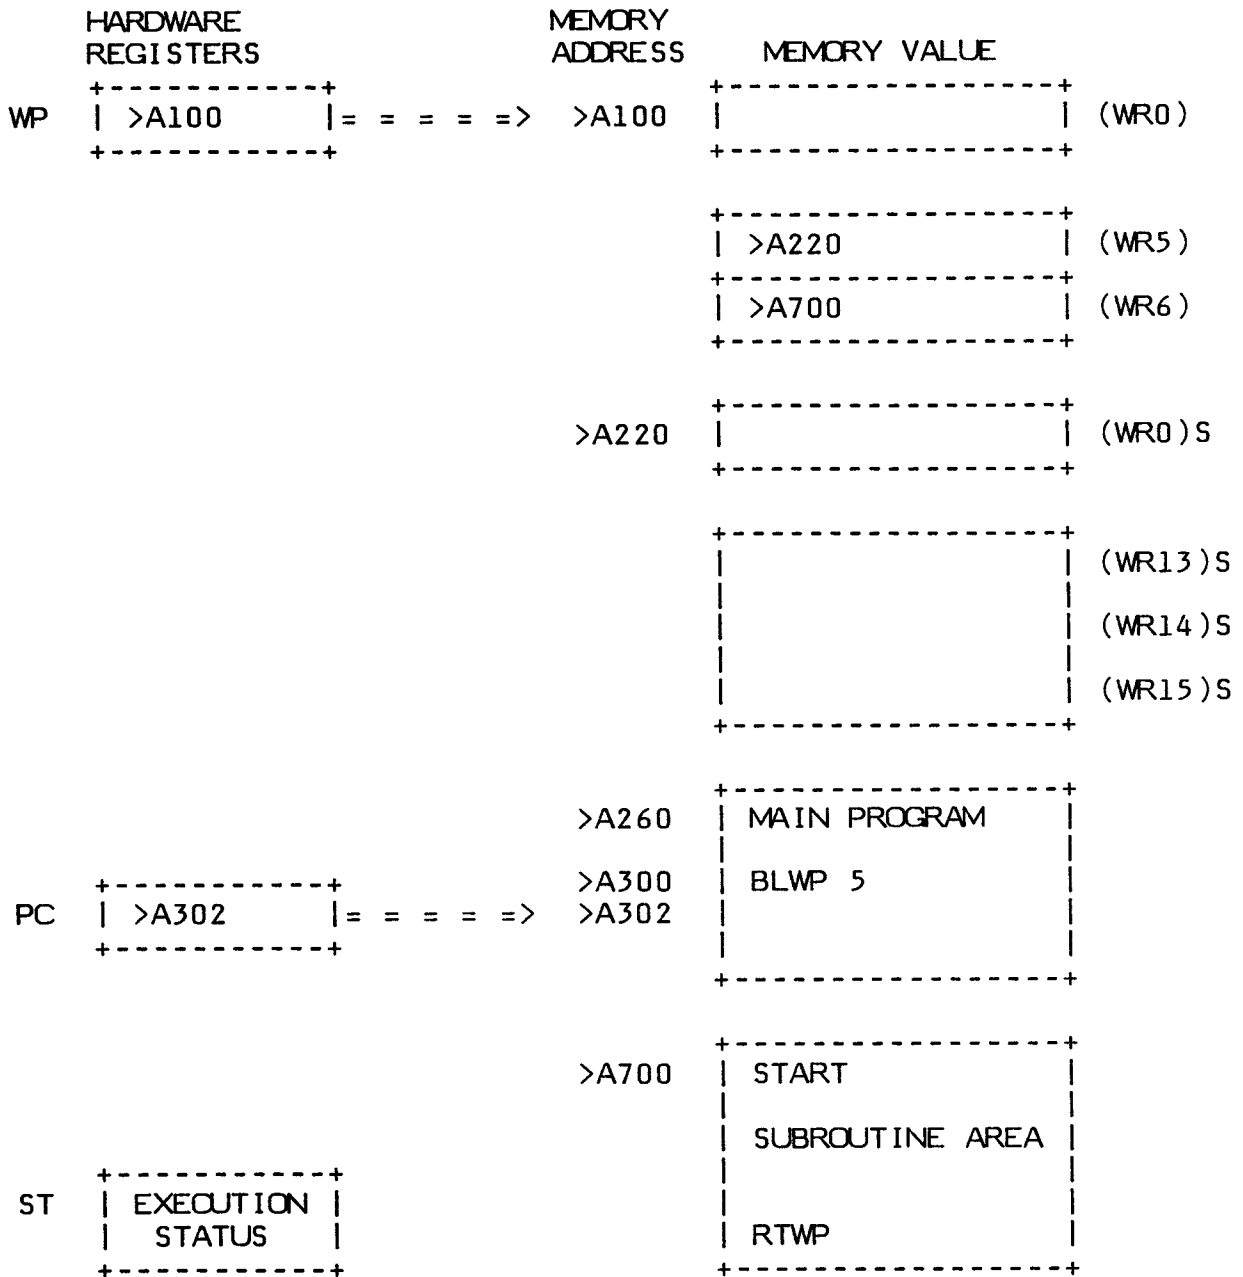 HARDWARE MEMORY
REGISTERS ADDRESS MEMORY VALUE
WP >A100 = = = = => >A100 (WR0)
>A220 (WR5)
>A700 (WR6)
>A220 (WR0)S
(WR13)S
(WR14)S
(WR15)S
>A260 MAIN PROGRAM
>A300 BLWP 5
PC >A302 = = = = => >A302
>A700 START
SUBROUTINE AREA
ST EXECUTION
STATUS RTWP